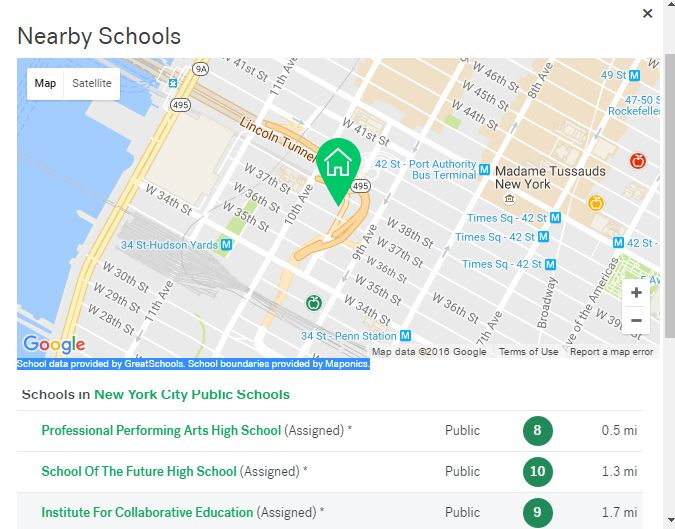 ×
Nearby Schools
Map
Satellite
9A
W 41st St
11th Ave
W 46th St
W 45th St
W 44th St
8th Ave
49 St M
47-50 S
Rockefeller
495
Lincoln Tunnel
W 41st St
42 St - Port Authority
Bus Terminal M
Madame Tussauds
New York
W 37th St
W 36th St
W 35th St
W 34th St
10th Ave
495
9th Ave
W 38th St
W 37th St
W 36th St
W 35th St
W 34th St
Times Sq - 42 St M
Times Sq - 42 St M
Times Sq - 42 St M
42 St
34 St-Hudson Yards M
W 30th St
W 29th St
W 28th St
11th Ave
W 36th St
Broadway
Ave of the Americas
W 39th
34 St - Penn Station M
+
−
Google
Map data ©2016 Google
Terms of Use
Report a map error
School data provided by GreatSchools. School boundaries provided by Maponics.
Schools in New York City Public Schools
Professional Performing Arts High School (Assigned) * Public 8 0.5 mi
School Of The Future High School (Assigned) * Public 10 1.3 mi
Institute For Collaborative Education (Assigned) * Public 9 1.7 mi